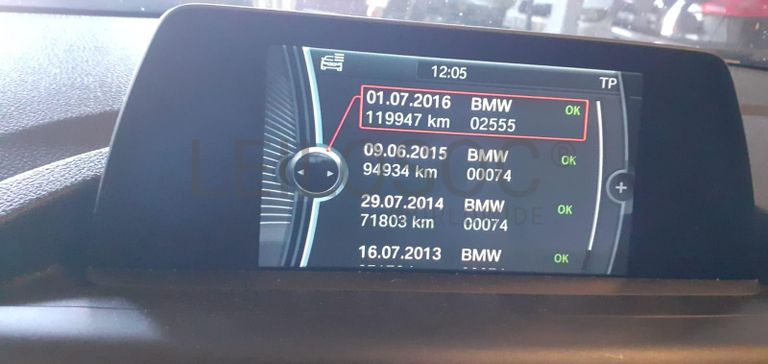 12:05
TP
01.07.2016 BMW OK
119947 km 02555
09.06.2015 BMW OK
94934 km 00074
29.07.2014 BMW OK
71803 km 00074
16.07.2013 BMW OK